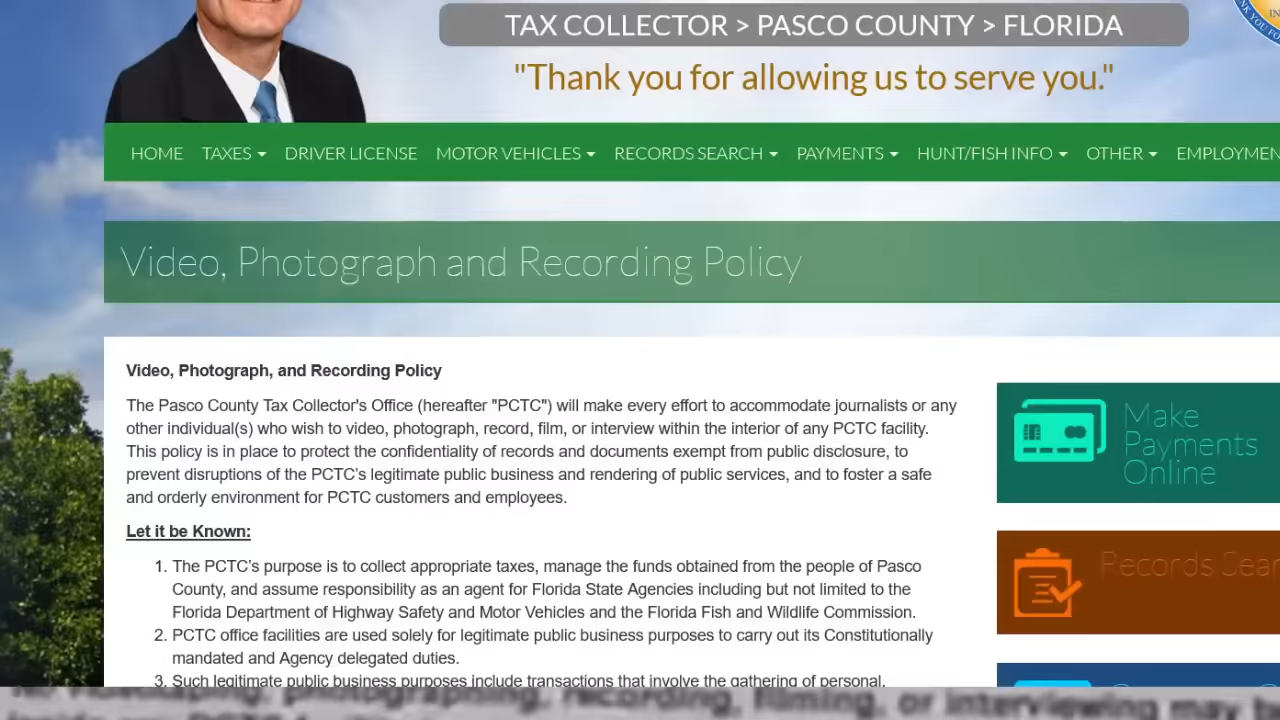 TAX COLLECTOR > PASCO COUNTY > FLORIDA
"Thank you for allowing us to serve you."
HOME TAXES DRIVER LICENSE MOTOR VEHICLES RECORDS SEARCH PAYMENTS HUNT/FISH INFO OTHER EMPLOYMEN
Video, Photograph and Recording Policy
Video, Photograph, and Recording Policy
The Pasco County Tax Collector's Office (hereafter "PCTC") will make every effort to accommodate journalists or any
other individual(s) who wish to video, photograph, record, film, or interview within the interior of any PCTC facility.
This policy is in place to protect the confidentiality of records and documents exempt from public disclosure, to
prevent disruptions of the PCTC's legitimate public business and rendering of public services, and to foster a safe
and orderly environment for PCTC customers and employees.
Let it be Known:
1. The PCTC's purpose is to collect appropriate taxes, manage the funds obtained from the people of Pasco
County, and assume responsibility as an agent for Florida State Agencies including but not limited to the
Florida Department of Highway Safety and Motor Vehicles and the Florida Fish and Wildlife Commission.
2. PCTC office facilities are used solely for legitimate public business purposes to carry out its Constitutionally
mandated and Agency delegated duties.
3. Such legitimate public business purposes include transactions that involve the gathering of personal,
Make
Payments
Online
Records Sear
photographing, recording, filming, or interviewing may be